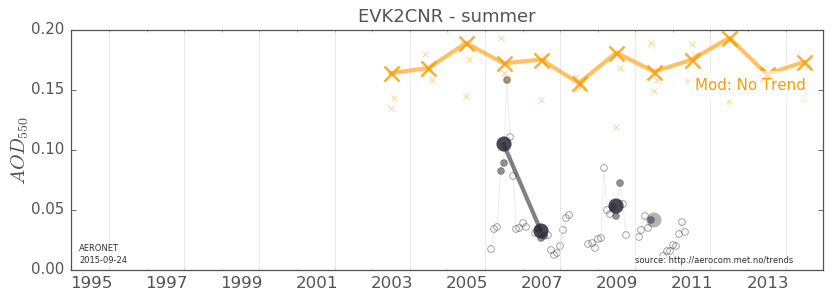 EVK2CNR - summer
0.20
0.15
0.10
0.05
0.00
AOD550
Mod: No Trend
AERONET
2015-09-24
source: http://aerocom.met.no/trends
1995 1997 1999 2001 2003 2005 2007 2009 2011 2013